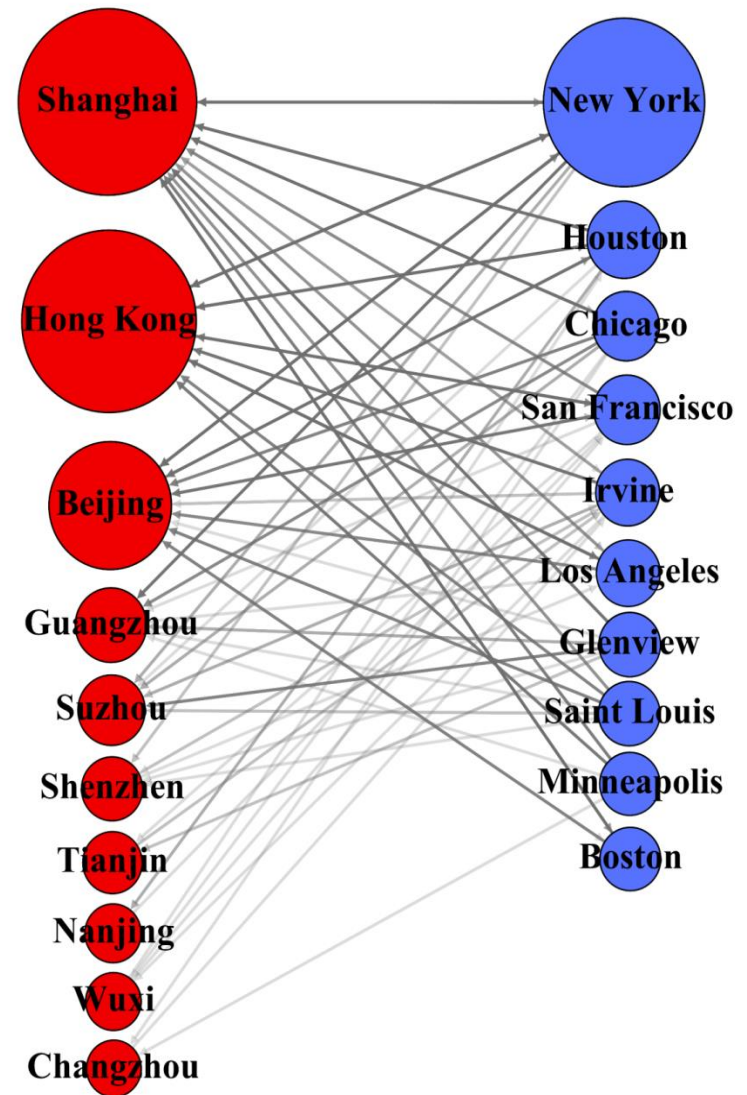 Shanghai
New York
Houston
Hong Kong
Chicago
San Francisco
Beijing
Irvine
Los Angeles
Guangzhou
Glenview
Suzhou
Saint Louis
Shenzhen
Minneapolis
Tianjin
Boston
Nanjing
Wuxi
Changzhou